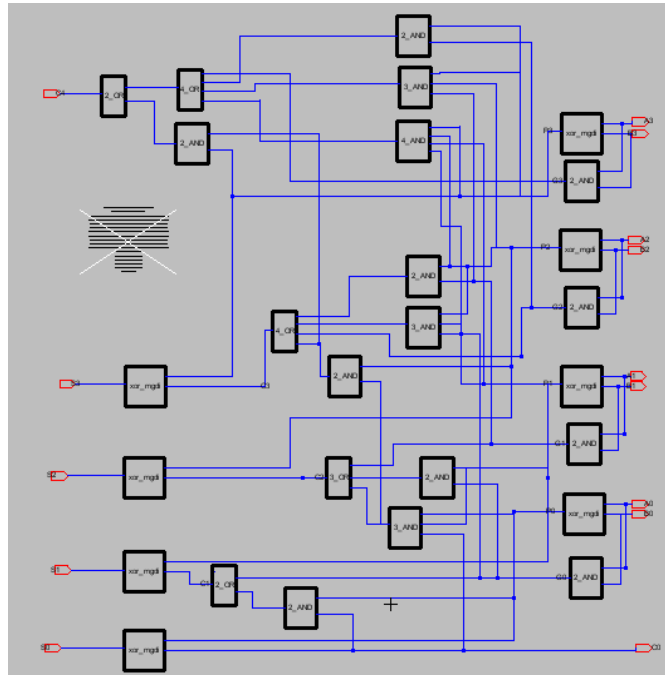 2_AND
3_AND
C4
2_OR
4_OR
2_AND
4_AND
A3
P3
xor_mgdi
B3
G3
2_AND
A2
P2
xor_mgdi
B2
2_AND
G2
2_AND
4_OR
3_AND
2_AND
S3
xor_mgdi
C3
P1
xor_mgdi
A1
B1
G1
2_AND
S2
xor_mgdi
C2
3_OR
2_AND
A0
P0
xor_mgdi
B0
3_AND
S1
xor_mgdi
C1
2_OR
G0
2_AND
2_AND
S0
xor_mgdi
C0